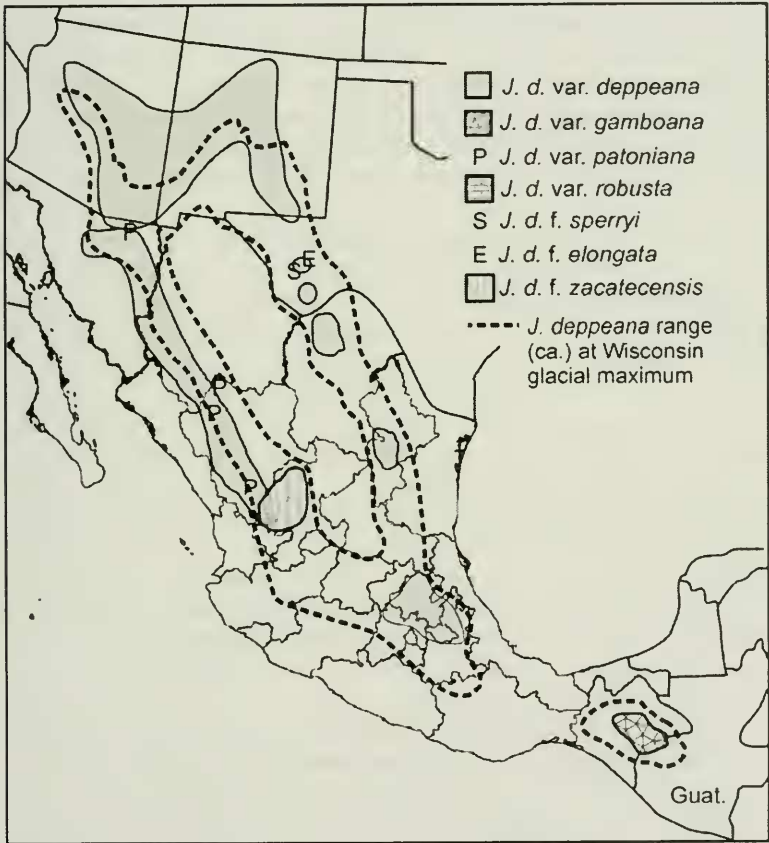 J. d. var. deppeana
J. d. var. gamboana
P J. d. var. patoniana
J. d. var. robusta
S J. d. f. sperryi
E J. d. f. elongata
J. d. f. zacatecensis
J. deppeana range
(ca.) at Wisconsin
glacial maximum
P
E
S
P
P
P
Guat.